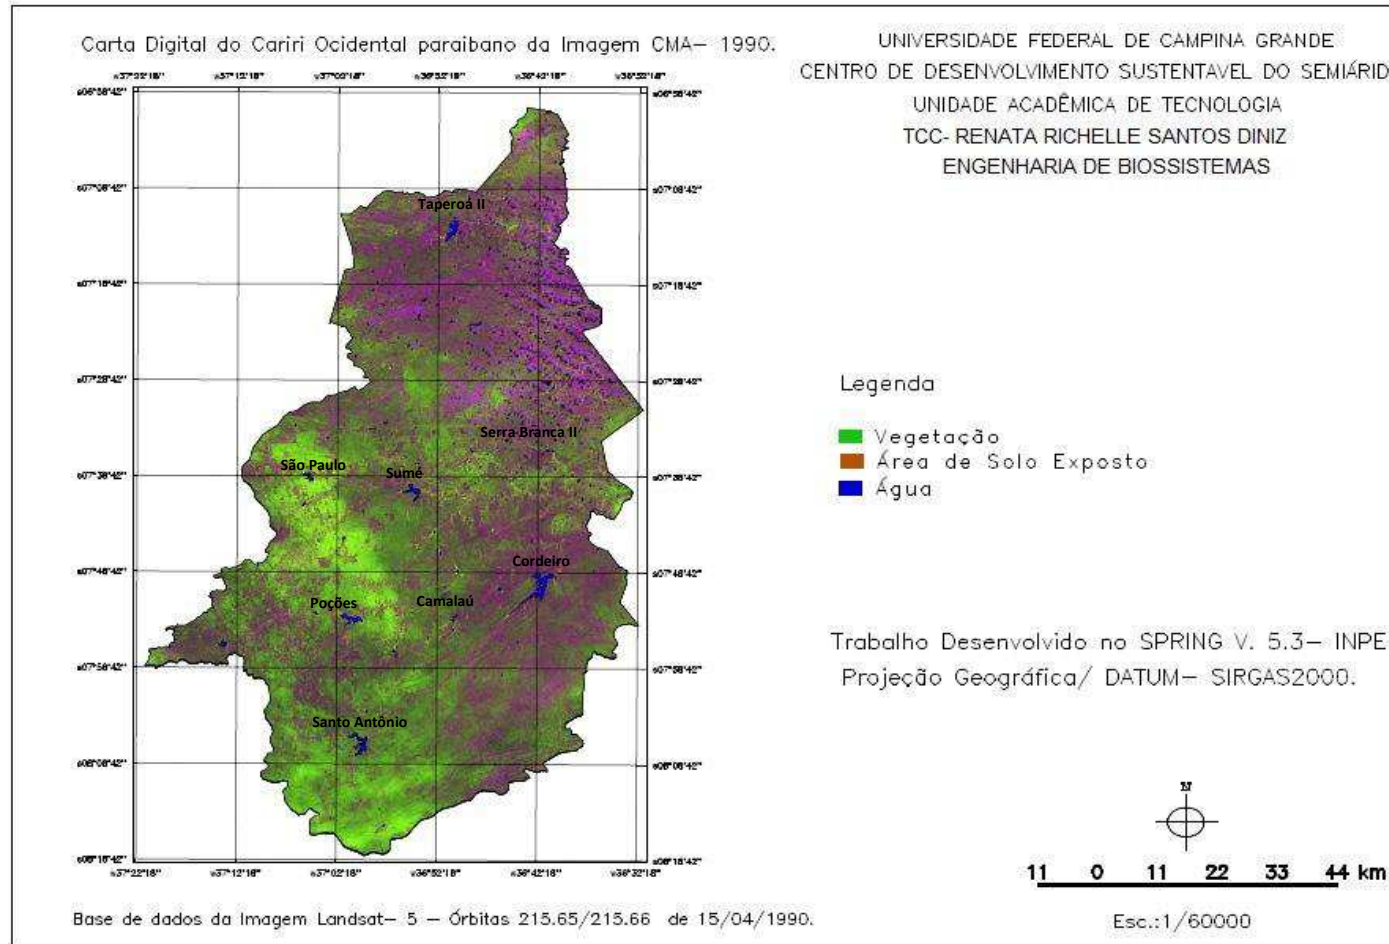 Carta Digital do Cariri Ocidental paraibano da Imagem CMA– 1990.
UNIVERSIDADE FEDERAL DE CAMPINA GRANDE
CENTRO DE DESENVOLVIMENTO SUSTENTAVEL DO SEMIÁRID
UNIDADE ACADÊMICA DE TECNOLOGIA
TCC- RENATA RICHELLE SANTOS DINIZ
ENGENHARIA DE BIOSSISTEMAS
Taperoá II
Serra Branca II
São Paulo
Sumé
Cordeiro
Poções
Camalaú
Santo Antônio
Legenda
Vegetação
Área de Solo Exposto
Água
Trabalho Desenvolvido no SPRING V. 5.3– INPE
Projeção Geográfica/ DATUM– SIRGAS2000.
N
11 0 11 22 33 44 km
Esc.:1/60000
Base de dados da Imagem Landsat– 5 – Órbitas 215.65/215.66 de 15/04/1990.